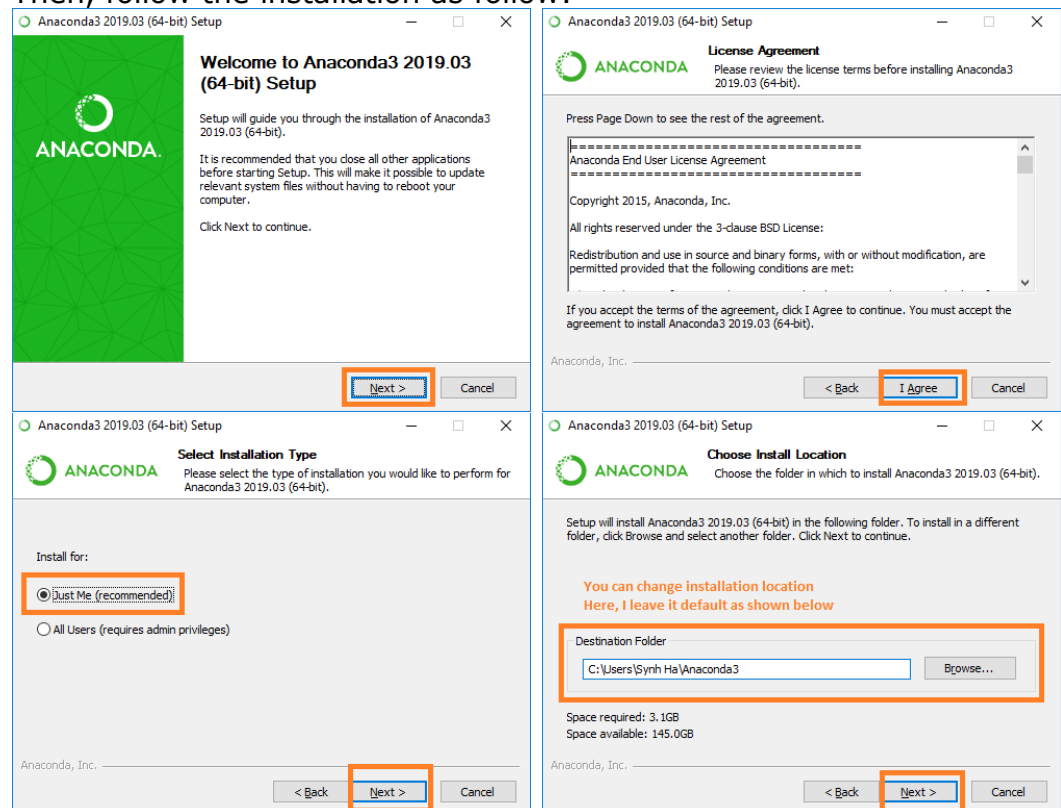 Then, follow the installation as follow:
Anaconda3 2019.03 (64-bit) Setup
ANACONDA.
Welcome to Anaconda3 2019.03
(64-bit) Setup
Setup will guide you through the installation of Anaconda3
2019.03 (64-bit).
It is recommended that you close all other applications
before starting Setup. This will make it possible to update
relevant system files without having to reboot your
computer.
Click Next to continue.
Next >
Cancel
Anaconda3 2019.03 (64-bit) Setup
ANACONDA
License Agreement
Please review the license terms before installing Anaconda3
2019.03 (64-bit).
Press Page Down to see the rest of the agreement.
===================================
Anaconda End User License Agreement
===================================
Copyright 2015, Anaconda, Inc.
All rights reserved under the 3-clause BSD License:
Redistribution and use in source and binary forms, with or without modification, are
permitted provided that the following conditions are met:
If you accept the terms of the agreement, click I Agree to continue. You must accept the
agreement to install Anaconda3 2019.03 (64-bit).
Anaconda, Inc.
< Back
I Agree
Cancel
Anaconda3 2019.03 (64-bit) Setup
ANACONDA
Select Installation Type
Please select the type of installation you would like to perform for
Anaconda3 2019.03 (64-bit).
Install for:
Just Me (recommended)
All Users (requires admin privileges)
Anaconda, Inc.
< Back
Next >
Cancel
Anaconda3 2019.03 (64-bit) Setup
ANACONDA
Choose Install Location
Choose the folder in which to install Anaconda3 2019.03 (64-bit).
Setup will install Anaconda3 2019.03 (64-bit) in the following folder. To install in a different
folder, click Browse and select another folder. Click Next to continue.
You can change installation location
Here, I leave it default as shown below
Destination Folder
C:\Users\Synh Ha\Anaconda3
Browse...
Space required: 3.1GB
Space available: 145.0GB
Anaconda, Inc.
< Back
Next >
Cancel